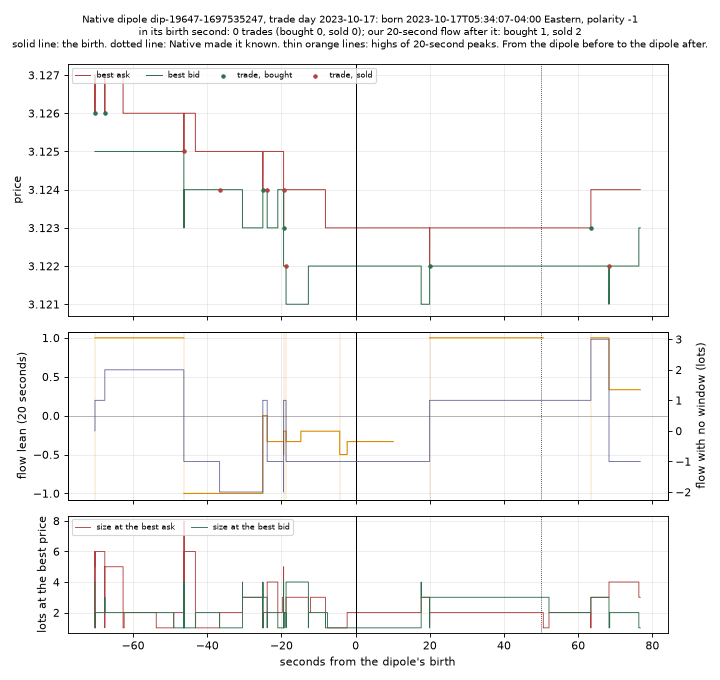 Native dipole dip-19647-1697535247, trade day 2023-10-17: born 2023-10-17T05:34:07-04:00 Eastern, polarity -1
in its birth second: 0 trades (bought 0, sold 0); our 20-second flow after it: bought 1, sold 2
solid line: the birth. dotted line: Native made it known. thin orange lines: highs of 20-second peaks. From the dipole before to the dipole after.
best ask
best bid
trade, bought
trade, sold
3.127
3.126
3.125
3.124
3.123
3.122
3.121
price
1.0
0.5
0.0
−0.5
−1.0
flow lean (20 seconds)
3
2
1
0
−1
−2
flow with no window (lots)
size at the best ask
size at the best bid
8
6
4
2
lots at the best price
−60
−40
−20
0
20
40
60
80
seconds from the dipole's birth